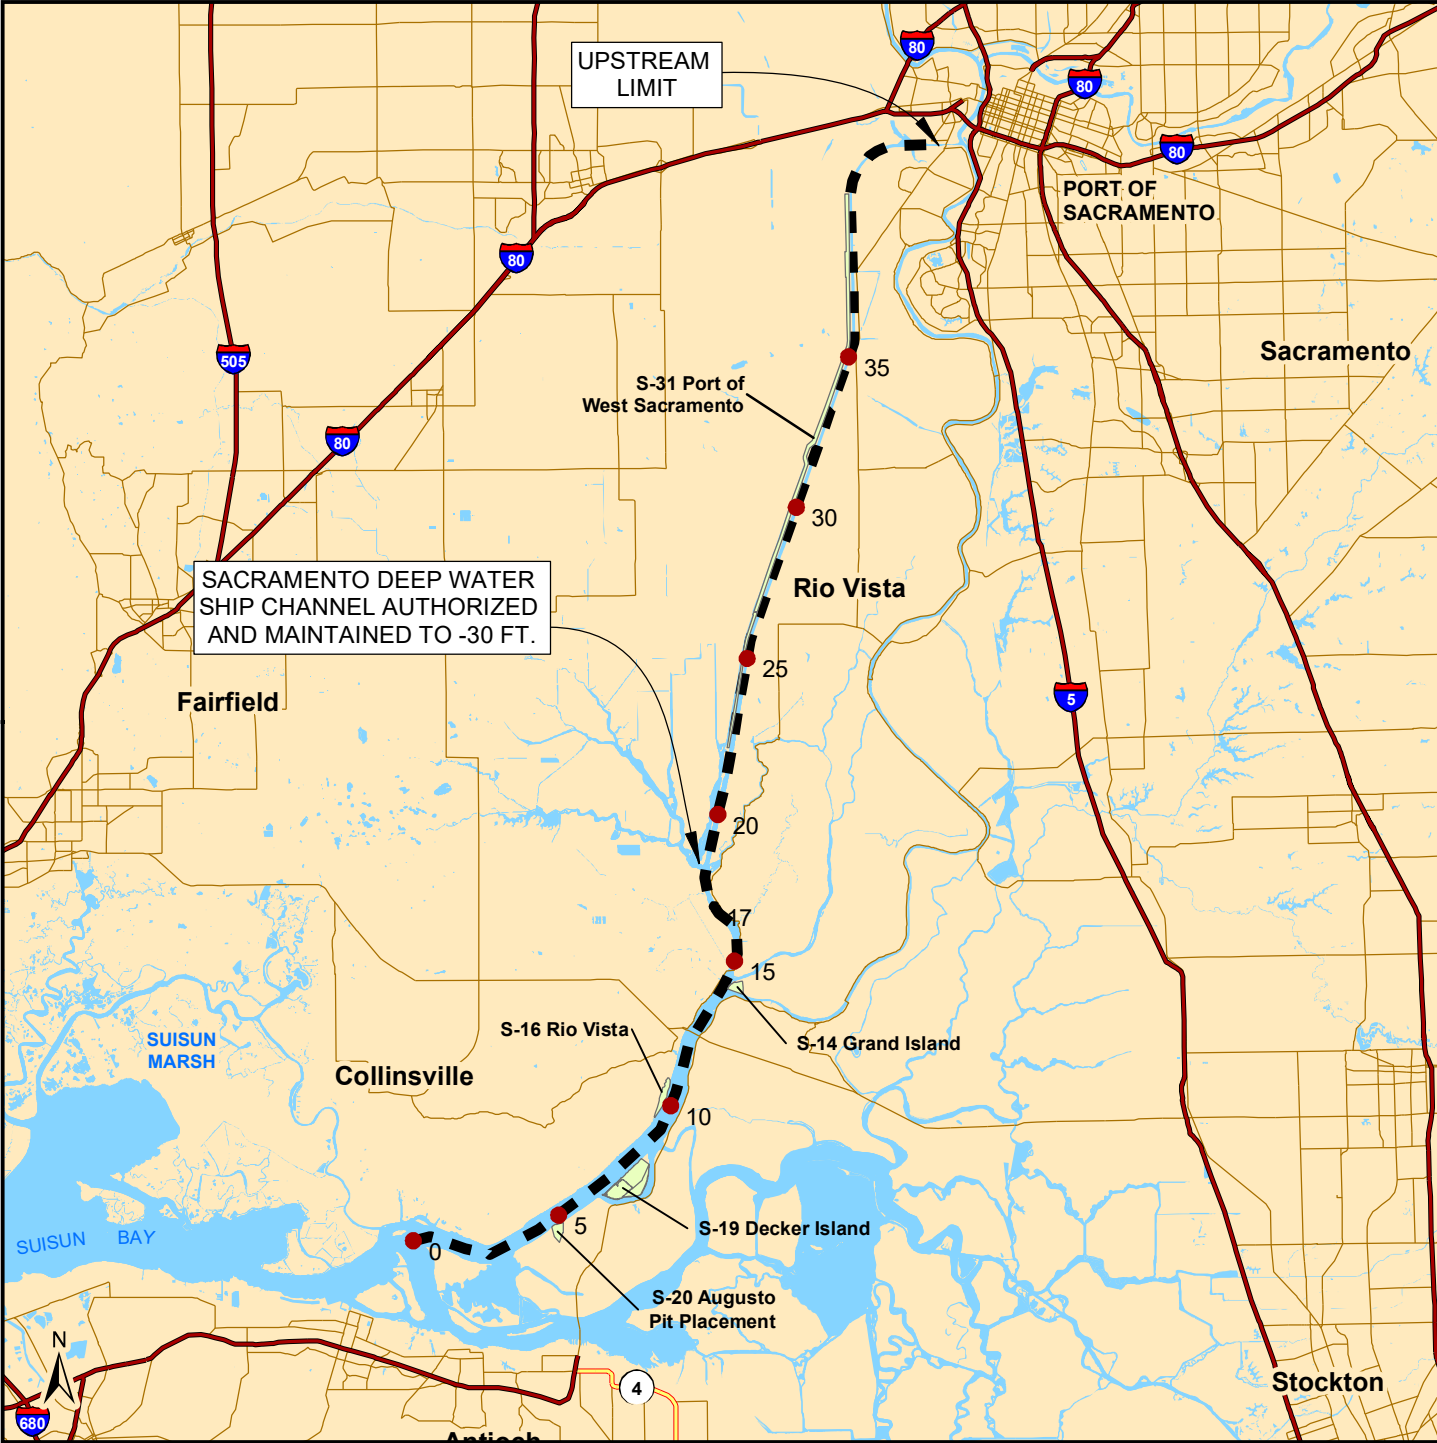 UPSTREAM
LIMIT
80
80
80
PORT OF
SACRAMENTO
80
505
Sacramento
35
S-31 Port of
West Sacramento
80
30
SACRAMENTO DEEP WATER
SHIP CHANNEL AUTHORIZED
AND MAINTAINED TO -30 FT.
Rio Vista
25
Fairfield
5
20
17
15
S-16 Rio Vista
S-14 Grand Island
SUISUN
MARSH
Collinsville
10
5
S-19 Decker Island
SUISUN BAY
0
S-20 Augusto
Pit Placement
N
4
Stockton
680
Antioch